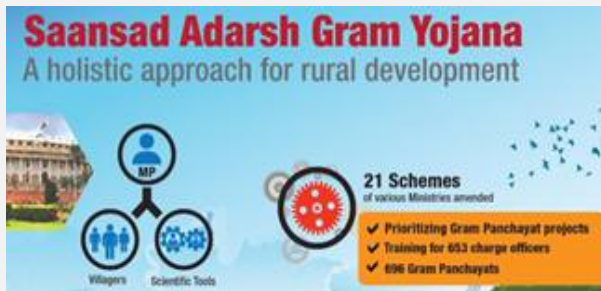 Saansad Adarsh Gram Yojana
A holistic approach for rural development
MP
Villagers
Scientific Tools
21 Schemes
of various Ministries amended
Prioritizing Gram Panchayat projects
Training for 653 charge officers
696 Gram Panchayats